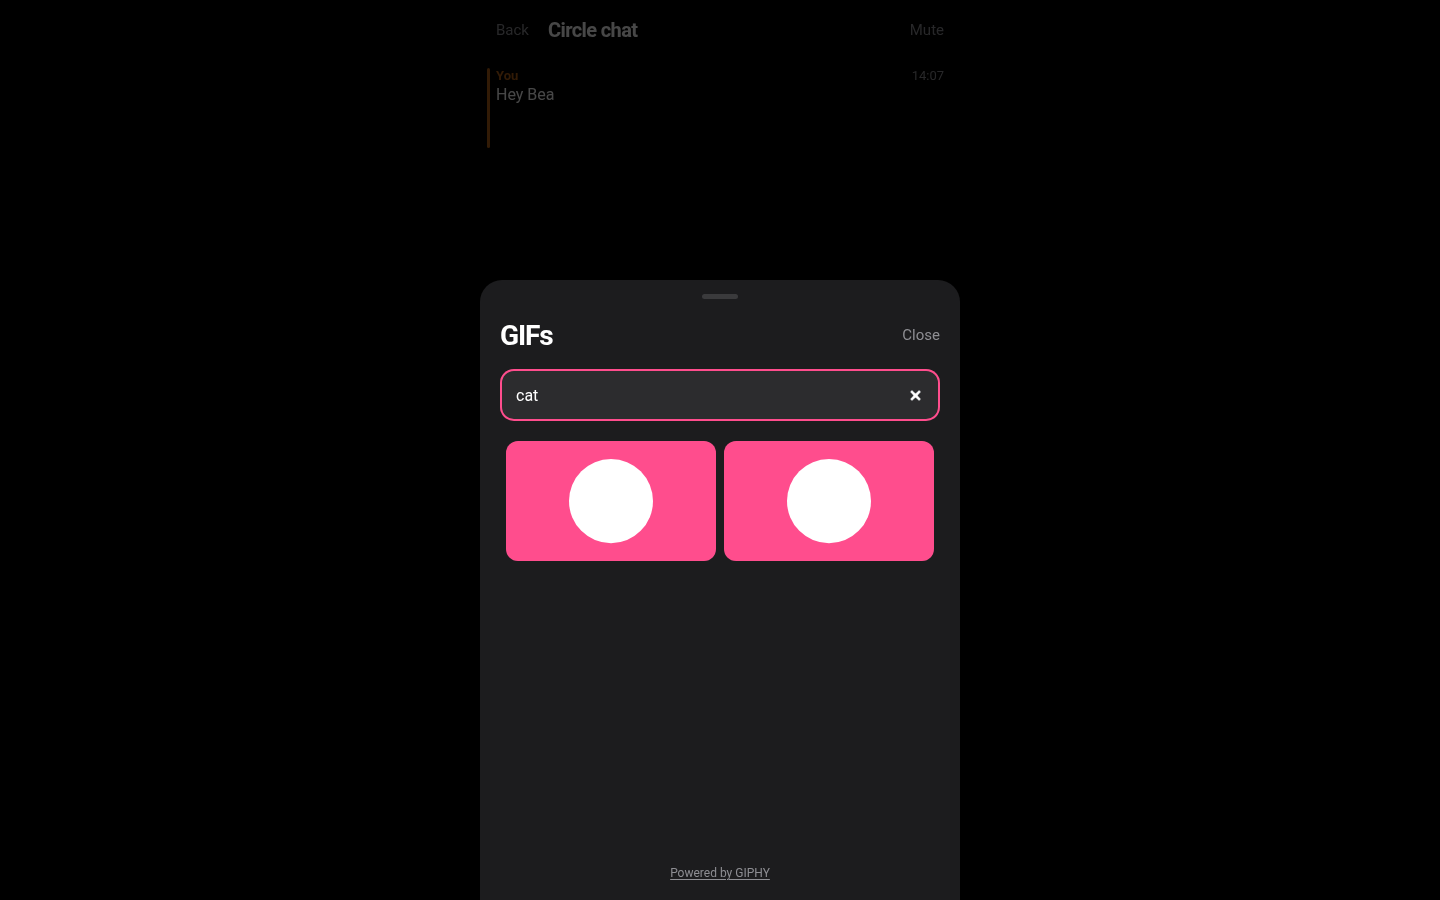 Back Circle chat Mute
You 14:07
Hey Bea
GIFs Close
cat
Powered by GIPHY